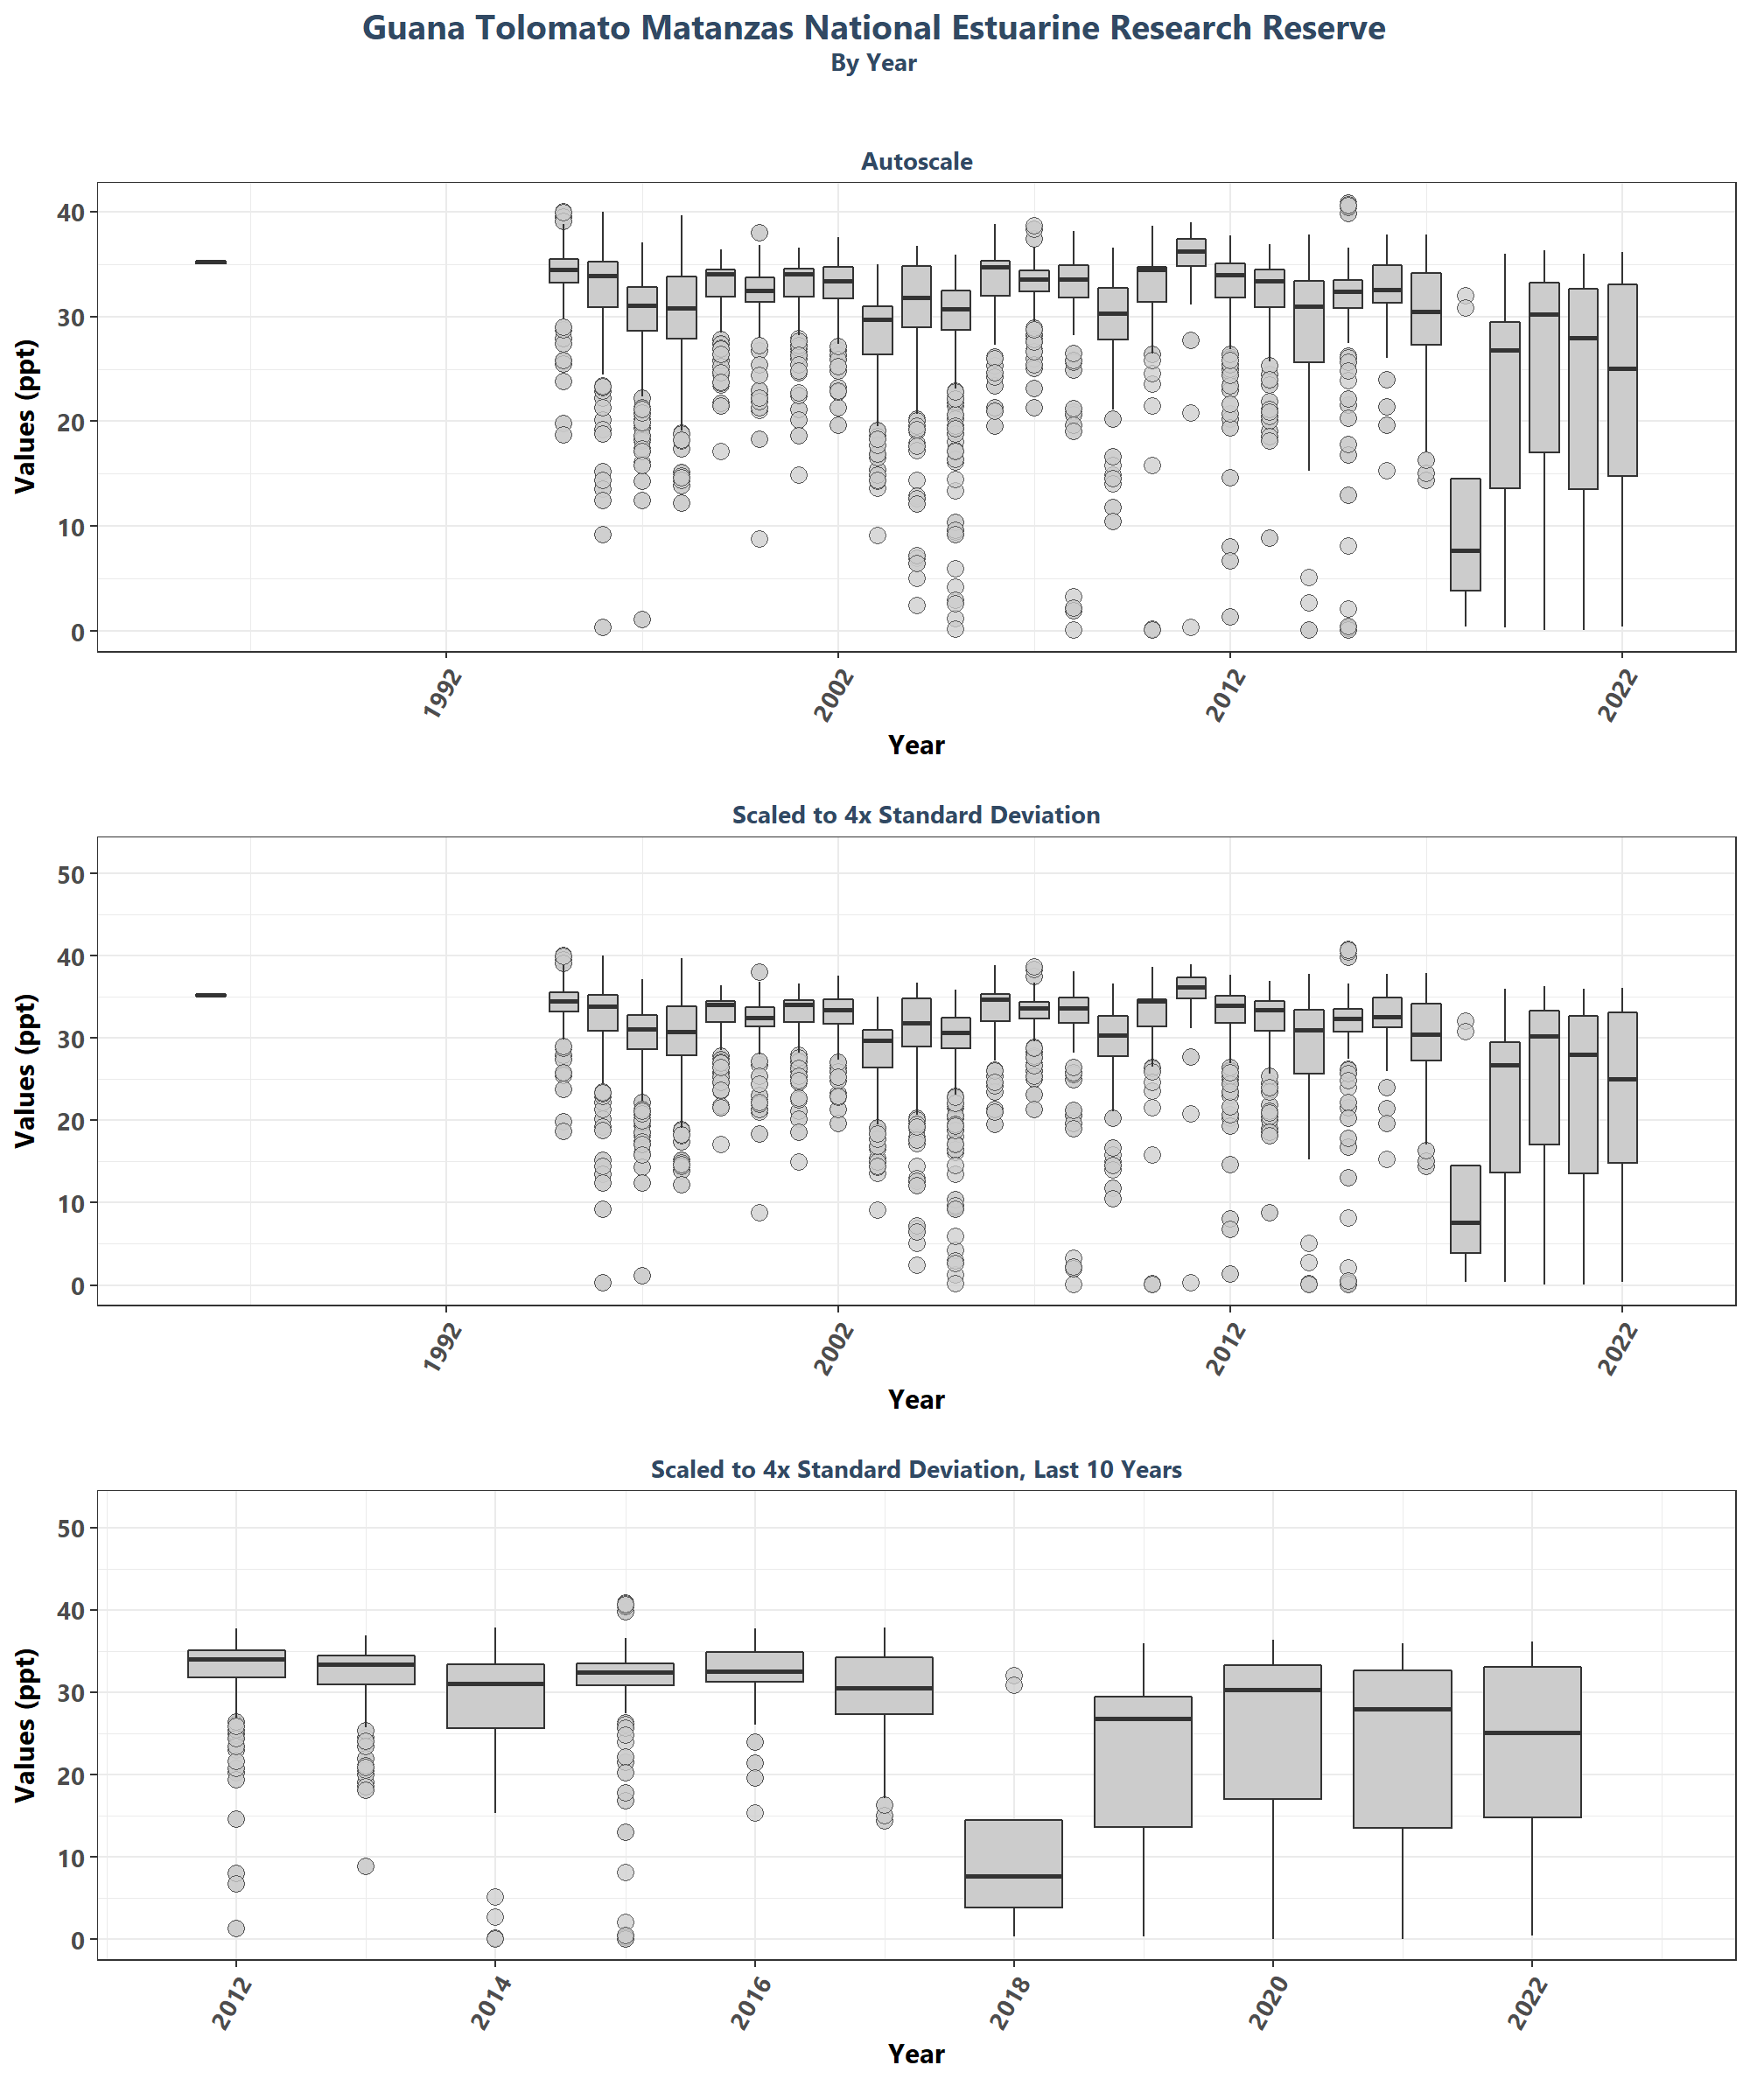 Guana Tolomato Matanzas National Estuarine Research Reserve
By Year
Autoscale
Values (ppt)
40
30
20
10
0
1992
2002
2012
2022
Year
Scaled to 4x Standard Deviation
Values (ppt)
50
40
30
20
10
0
1992
2002
2012
2022
Year
Scaled to 4x Standard Deviation, Last 10 Years
Values (ppt)
50
40
30
20
10
0
2012
2014
2016
2018
2020
2022
Year